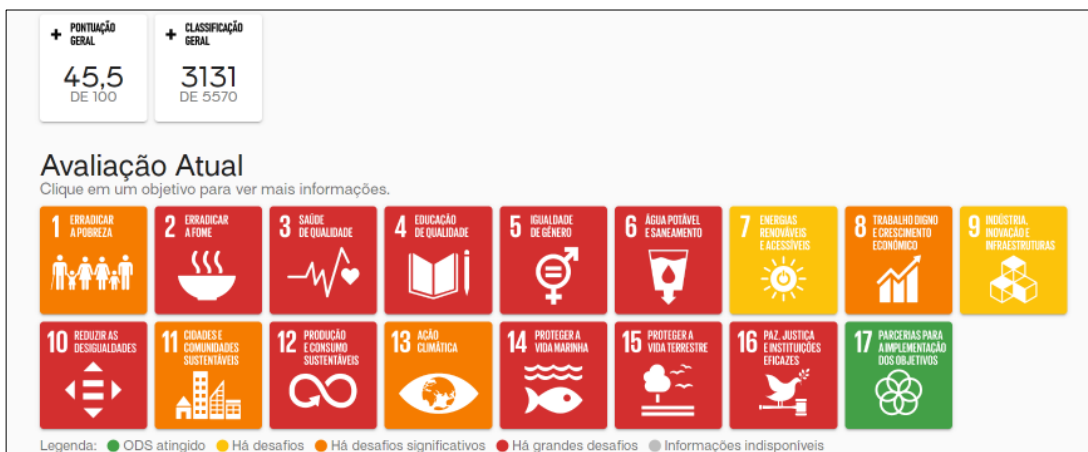 + PONTUAÇÃO
GERAL
45,5
DE 100
+ CLASSIFICAÇÃO
GERAL
3131
DE 5570
Avaliação Atual
Clique em um objetivo para ver mais informações.
1 ERRADICAR
A POBREZA
2 ERRADICAR
A FOME
3 SAÚDE
DE QUALIDADE
4 EDUCAÇÃO
DE QUALIDADE
5 IGUALDADE
DE GÉNERO
6 ÁGUA POTÁVEL
E SANEAMENTO
7 ENERGIAS
RENOVÁVEIS
E ACESSÍVEIS
8 TRABALHO DIGNO
E CRESCIMENTO
ECONÓMICO
9 INDÚSTRIA,
INOVAÇÃO E
INFRAESTRUTURAS
10 REDUZIR AS
DESIGUALDADES
11 CIDADES E
COMUNIDADES
SUSTENTÁVEIS
12 PRODUÇÃO
E CONSUMO
SUSTENTÁVEIS
13 AÇÃO
CLIMÁTICA
14 PROTEGER A
VIDA MARINHA
15 PROTEGER A
VIDA TERRESTRE
16 PAZ, JUSTIÇA
E INSTITUIÇÕES
EFICAZES
17 PARCERIAS PARA
A IMPLEMENTAÇÃO
DOS OBJETIVOS
Legenda: ODS atingido Há desafios Há desafios significativos Há grandes desafios Informações indisponíveis